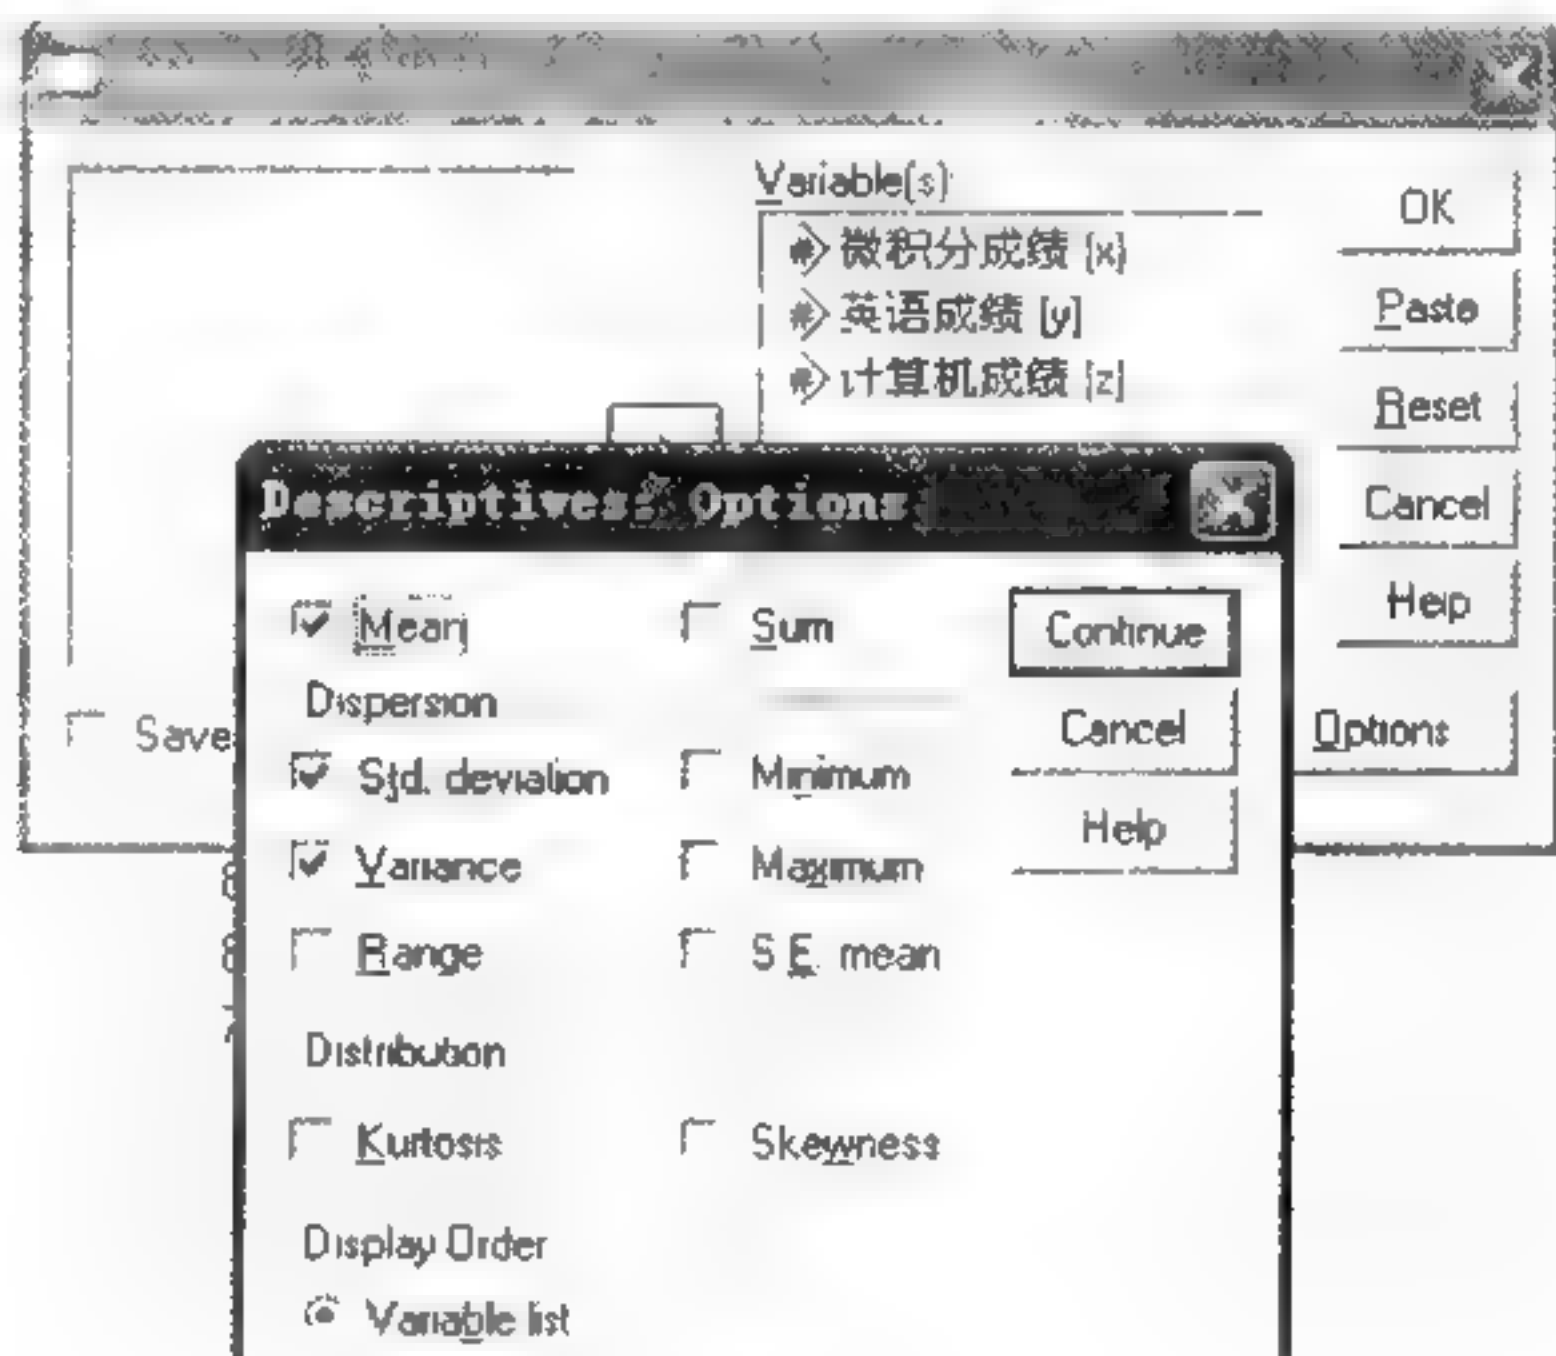 Variable(s)
微积分成绩 [x]
英语成绩 [y]
计算机成绩 [z]
OK
Paste
Reset
Cancel
Help
Options
Save
Descriptives: Options
Mean
Sum
Continue
Dispersion
Cancel
Std. deviation
Minimum
Help
Variance
Maximum
Range
S.E. mean
Distribution
Kurtosis
Skewness
Display Order
Variable list